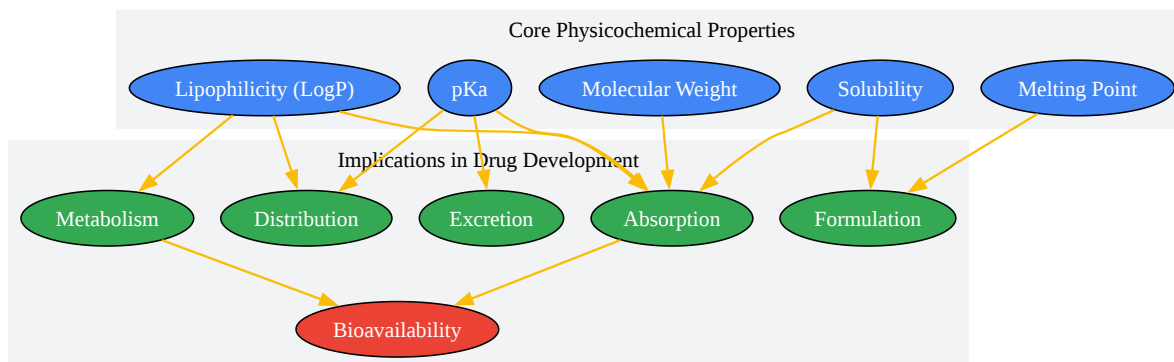 Core Physicochemical Properties
Lipophilicity (LogP)
pKa
Molecular Weight
Solubility
Melting Point
Implications in Drug Development
Metabolism
Distribution
Excretion
Absorption
Formulation
Bioavailability